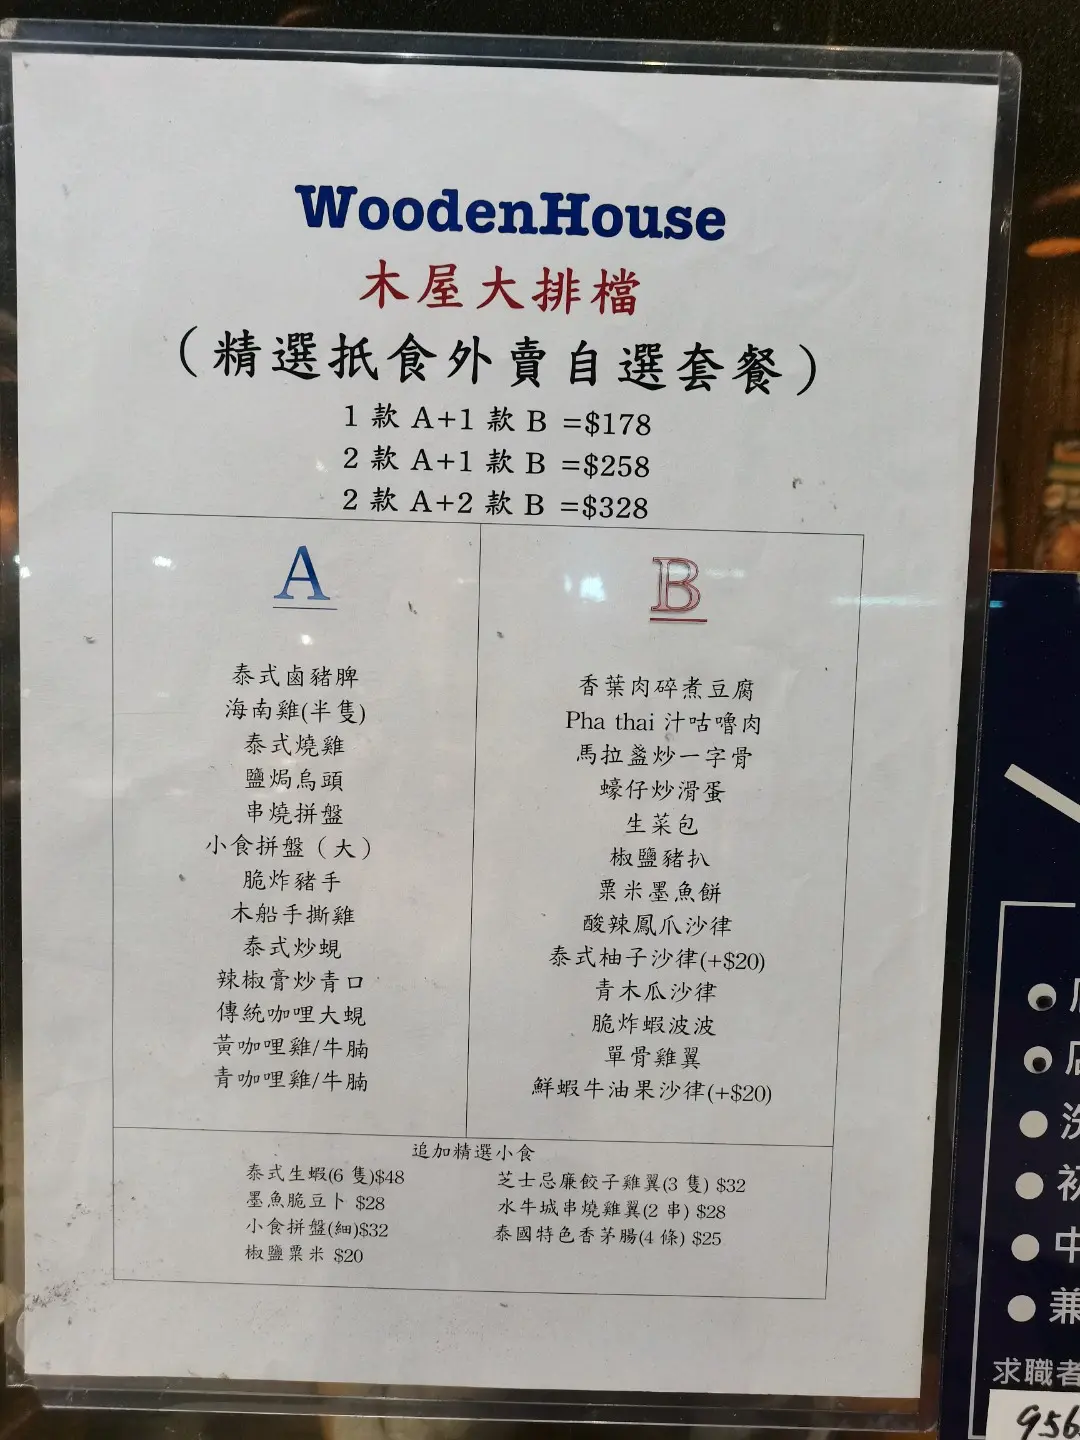 WoodenHouse
木屋大排檔
（精選抵食外賣自選套餐）
1 款 A+1 款 B =$178
2 款 A+1 款 B =$258
2 款 A+2 款 B =$328
A
泰式鹵豬脾
海南雞(半隻)
泰式燒雞
鹽焗烏頭
串燒拼盤
小食拼盤（大）
脆炸豬手
木船手撕雞
泰式炒蜆
辣椒膏炒青口
傳統咖哩大蜆
黃咖哩雞/牛腩
青咖哩雞/牛腩
B
香葉肉碎煮豆腐
Pha thai 汁咕嚕肉
馬拉盞炒一字骨
蠔仔炒滑蛋
生菜包
椒鹽豬扒
粟米墨魚餅
酸辣鳳爪沙律
泰式柚子沙律(+$20)
青木瓜沙律
脆炸蝦波波
單骨雞翼
鮮蝦牛油果沙律(+$20)
追加精選小食
泰式生蝦(6 隻)$48
墨魚脆豆卜 $28
小食拼盤(細)$32
椒鹽粟米 $20
芝士忌廉餃子雞翼(3 隻) $32
水牛城串燒雞翼(2 串) $28
泰國特色香茅腸(4 條) $25
洗
初
中
兼
求職者
956